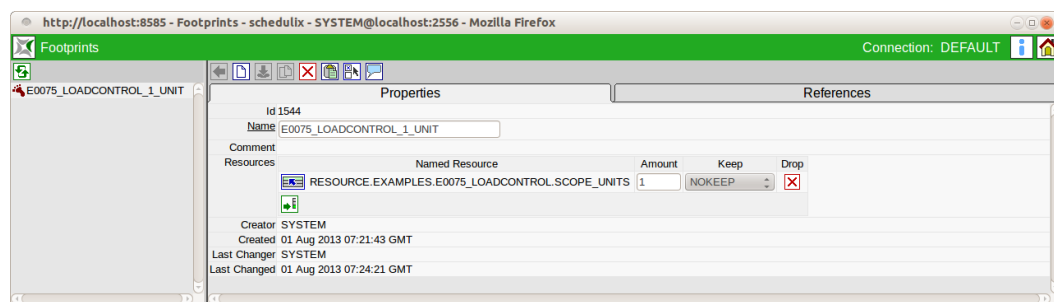 http://localhost:8585 - Footprints - schedulix - SYSTEM@localhost:2556 - Mozilla Firefox
Footprints
Connection: DEFAULT
E0075_LOADCONTROL_1_UNIT
Properties
References
Id 1544
Name E0075_LOADCONTROL_1_UNIT
Comment
Resources Named Resource Amount Keep Drop
RESOURCE.EXAMPLES.E0075_LOADCONTROL.SCOPE_UNITS 1 NOKEEP
Creator SYSTEM
Created 01 Aug 2013 07:21:43 GMT
Last Changer SYSTEM
Last Changed 01 Aug 2013 07:24:21 GMT